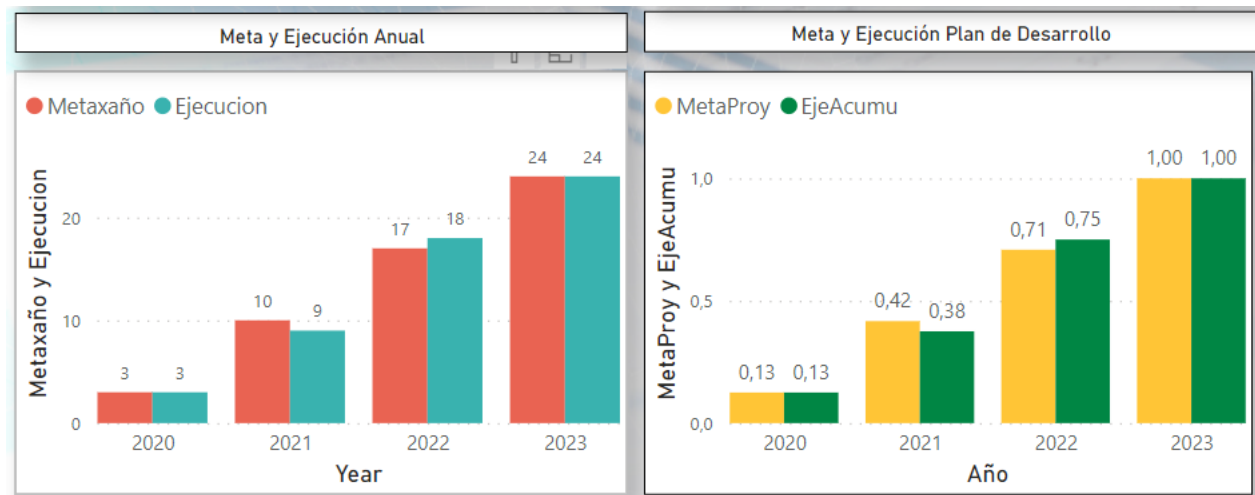 Meta y Ejecución Anual
Metaxaño Ejecucion
Metaxaño y Ejecucion
20
10
0
3 3
10 9
17 18
24 24
2020 2021 2022 2023
Year
Meta y Ejecución Plan de Desarrollo
MetaProy EjeAcumu
MetaProy y EjeAcumu
1,0
0,5
0,0
0,13 0,13
0,42 0,38
0,71 0,75
1,00 1,00
2020 2021 2022 2023
Año